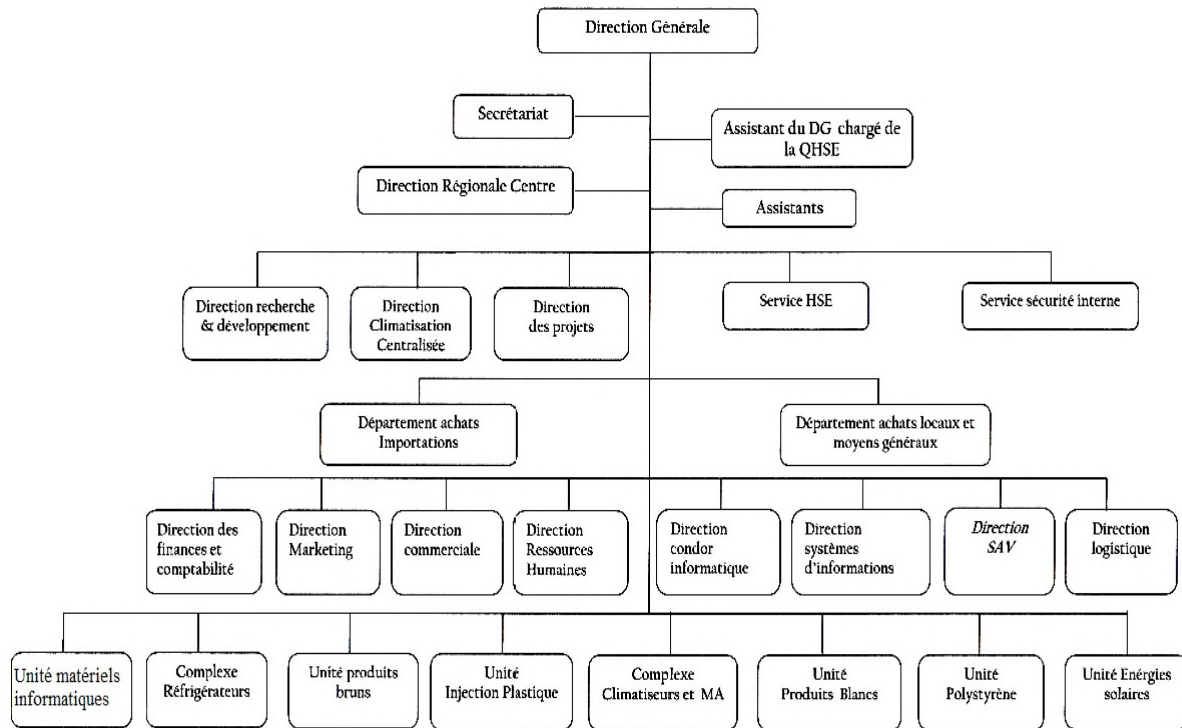 Direction Générale
Secrétariat
Assistant du DG chargé de
la QHSE
Direction Régionale Centre
Assistants
Direction recherche
& développement
Direction
Climatisation
Centralisée
Direction
des projets
Service HSE
Service sécurité interne
Département achats
Importations
Département achats locaux et
moyens généraux
Direction des
finances et
comptabilité
Direction
Marketing
Direction
commerciale
Direction
Ressources
Humaines
Direction
condor
informatique
Direction
systèmes
d'informations
Direction
SAV
Direction
logistique
Unité matériels
informatiques
Complexe
Réfrigérateurs
Unité produits
bruns
Unité
Injection Plastique
Complexe
Climatiseurs et MA
Unité
Produits Blancs
Unité
Polystyrène
Unité Energies
solaires